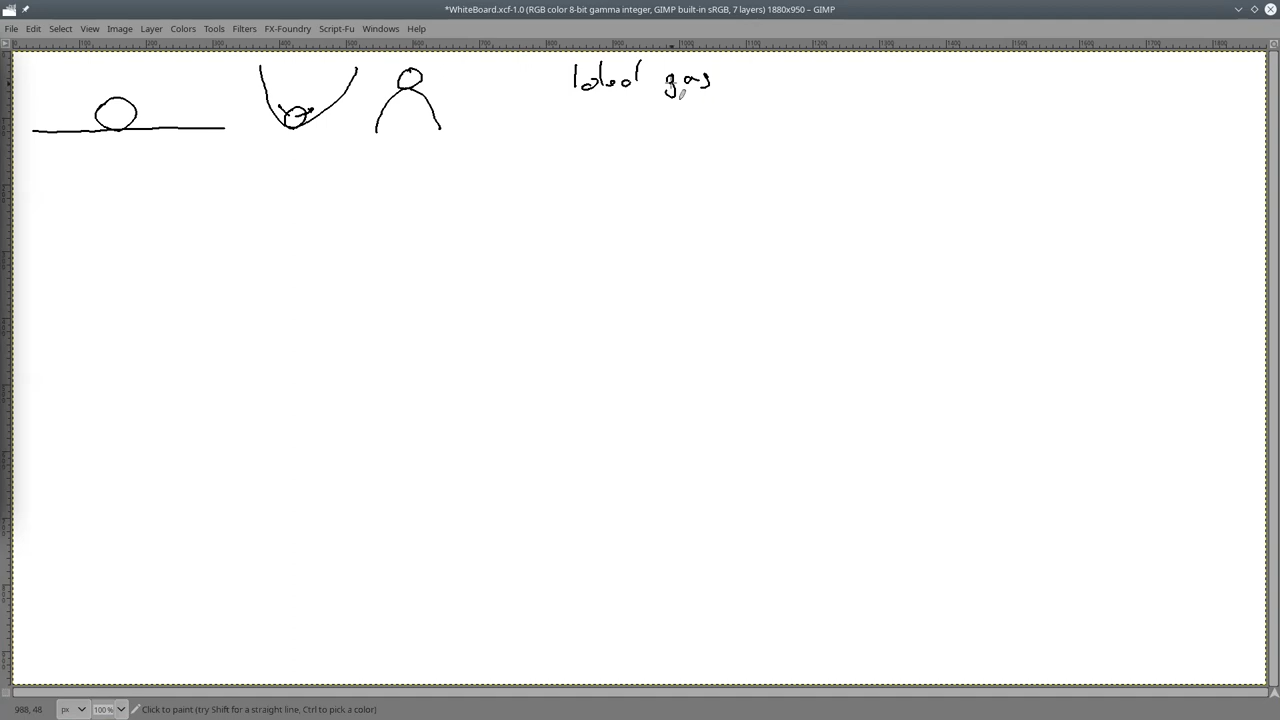 *WhiteBoard.xcf-1.0 (RGB color 8-bit gamma integer, GIMP built-in sRGB, 7 layers) 1880x950 – GIMP
File Edit Select View Image Layer Colors Tools Filters FX-Foundry Script-Fu Windows Help
gas
988, 48 px 100% Click to paint (try Shift for a straight line, Ctrl to pick a color)